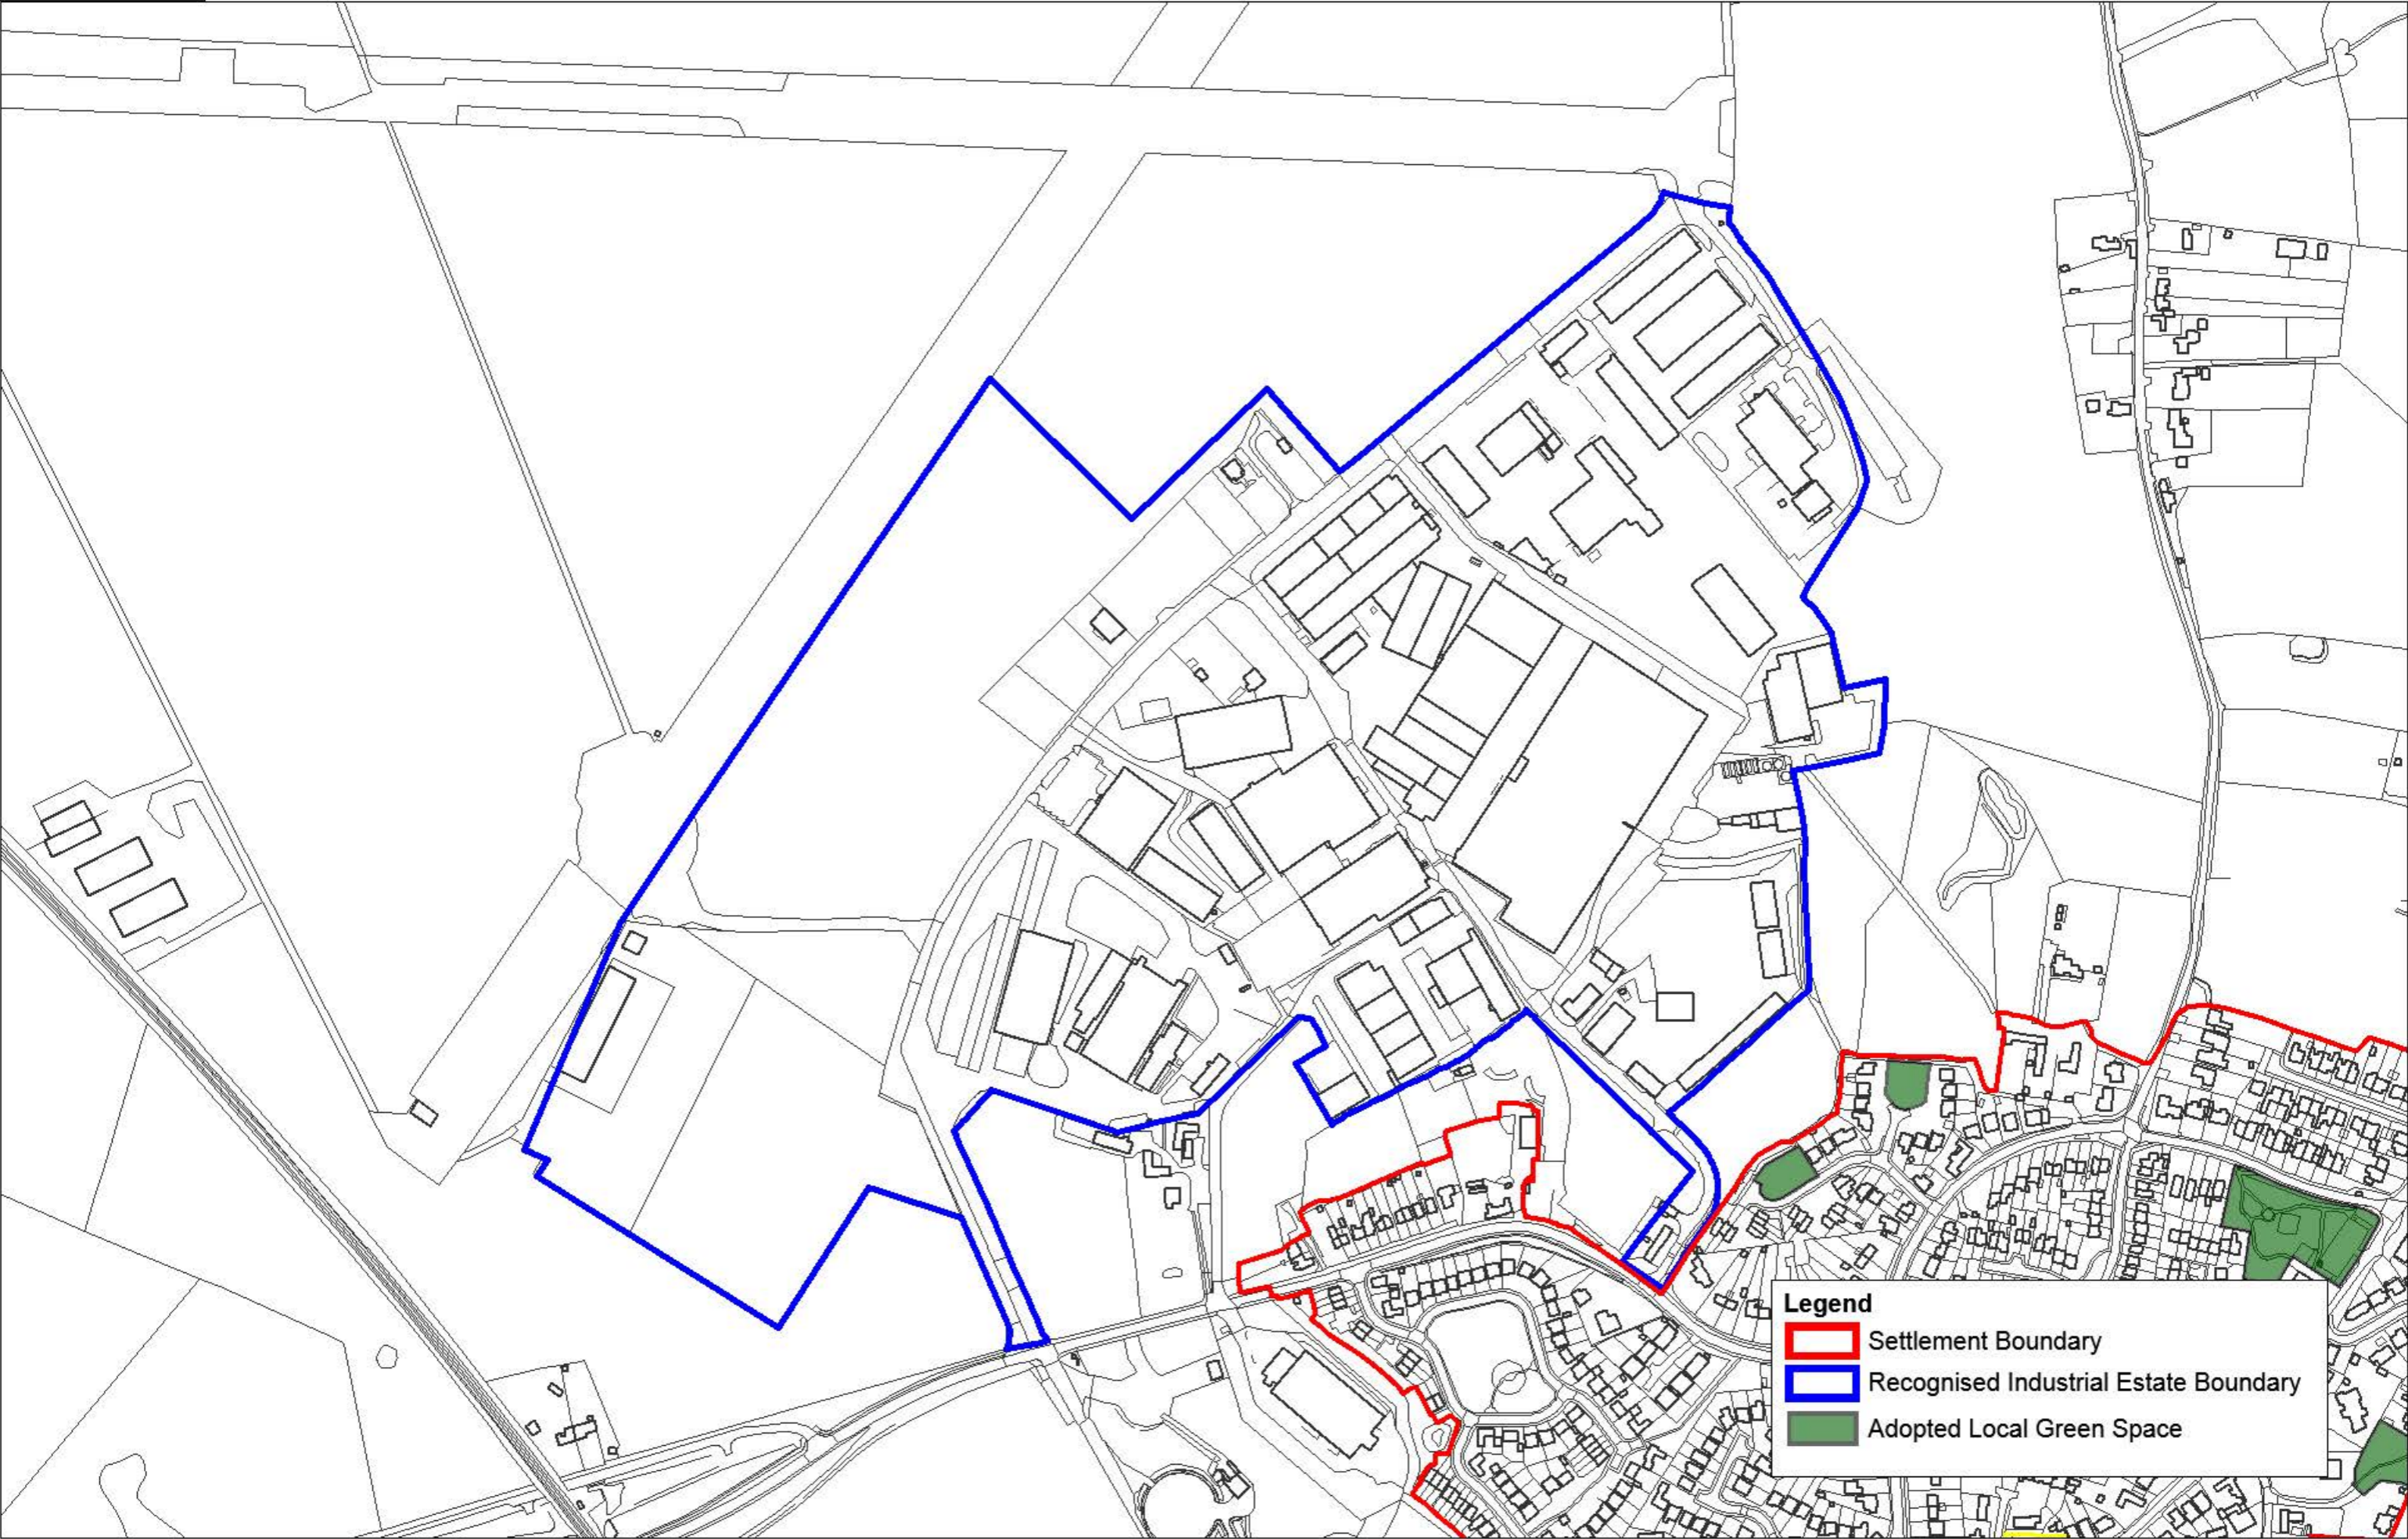 Legend
Settlement Boundary
Recognised Industrial Estate Boundary
Adopted Local Green Space